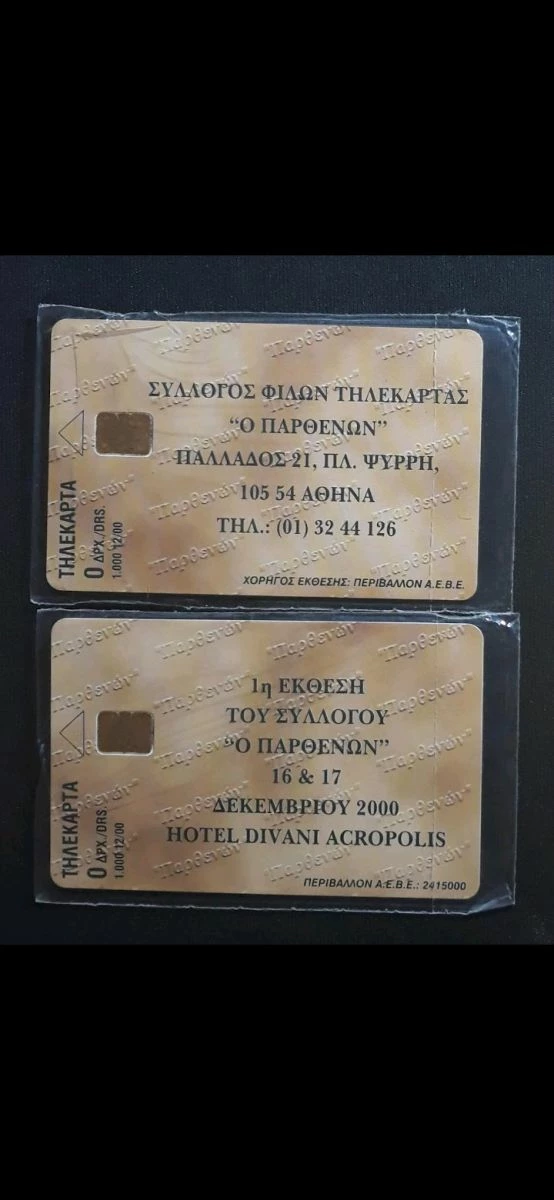 ΣΥΛΛΟΓΟΣ ΦΙΛΩΝ ΤΗΛΕΚΑΡΤΑΣ
“Ο ΠΑΡΘΕΝΩΝ”
ΠΑΛΛΑΔΟΣ 21, ΠΛ. ΨΥΡΡΗ,
105 54 ΑΘΗΝΑ
ΤΗΛ.: (01) 32 44 126
ΧΟΡΗΓΟΣ ΕΚΘΕΣΗΣ: ΠΕΡΙΒΑΛΛΟΝ Α.Ε.Β.Ε.
ΤΗΛΕΚΑΡΤΑ
0 ΔΡΧ./DRS.
1.000 12/00
"Παρθενών"
1η ΕΚΘΕΣΗ
ΤΟΥ ΣΥΛΛΟΓΟΥ
“Ο ΠΑΡΘΕΝΩΝ”
16 & 17
ΔΕΚΕΜΒΡΙΟΥ 2000
HOTEL DIVANI ACROPOLIS
ΠΕΡΙΒΑΛΛΟΝ Α.Ε.Β.Ε.: 2415000
ΤΗΛΕΚΑΡΤΑ
0 ΔΡΧ./DRS.
1.000 12/00
"Παρθενών"